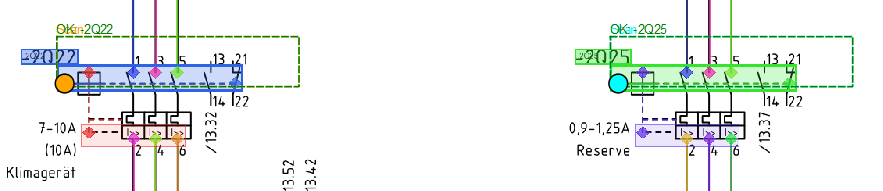 -2Q22
-2Q22
1 3 5 13 21
14 22
7-10A
(10A)
2 4 6
/13.32
Klimagerät
13.52
13.42
-2Q25
-2Q25
1 3 5 13 21
14 22
0,9-1,25A
Reserve
2 4 6
/13.37